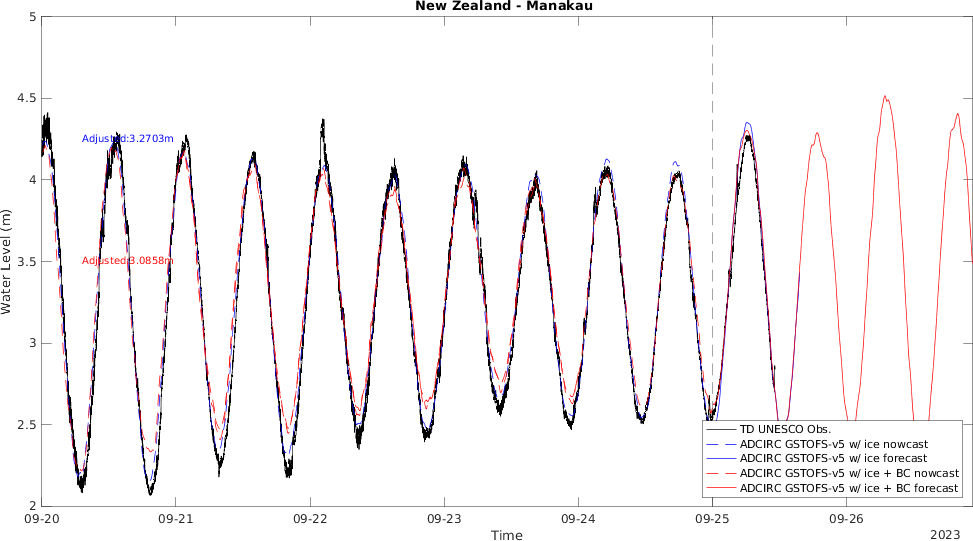 New Zealand - Manakau
5
4.5
4
3.5
3
2.5
2
Water Level (m)
Adjusted:3.2703m
Adjusted:3.0858m
TD UNESCO Obs.
ADCIRC GSTOFS-v5 w/ ice nowcast
ADCIRC GSTOFS-v5 w/ ice forecast
ADCIRC GSTOFS-v5 w/ ice + BC nowcast
ADCIRC GSTOFS-v5 w/ ice + BC forecast
09-20 09-21 09-22 09-23 09-24 09-25 09-26
Time
2023